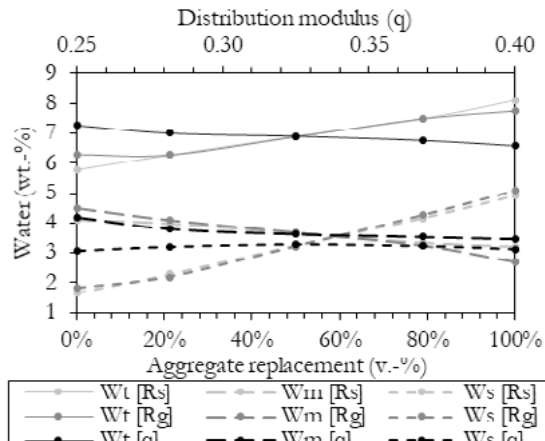 Distribution modulus (q)
0.25 0.30 0.35 0.40
9
8
7
6
5
4
3
2
1
Water (wt.-%)
0% 20% 40% 60% 80% 100%
Aggregate replacement (v.-%)
Wt [Rs] Wm [Rs] Ws [Rs]
Wt [Rg] Wm [Rg] Ws [Rg]
Wt [q] Wm [q] Ws [q]